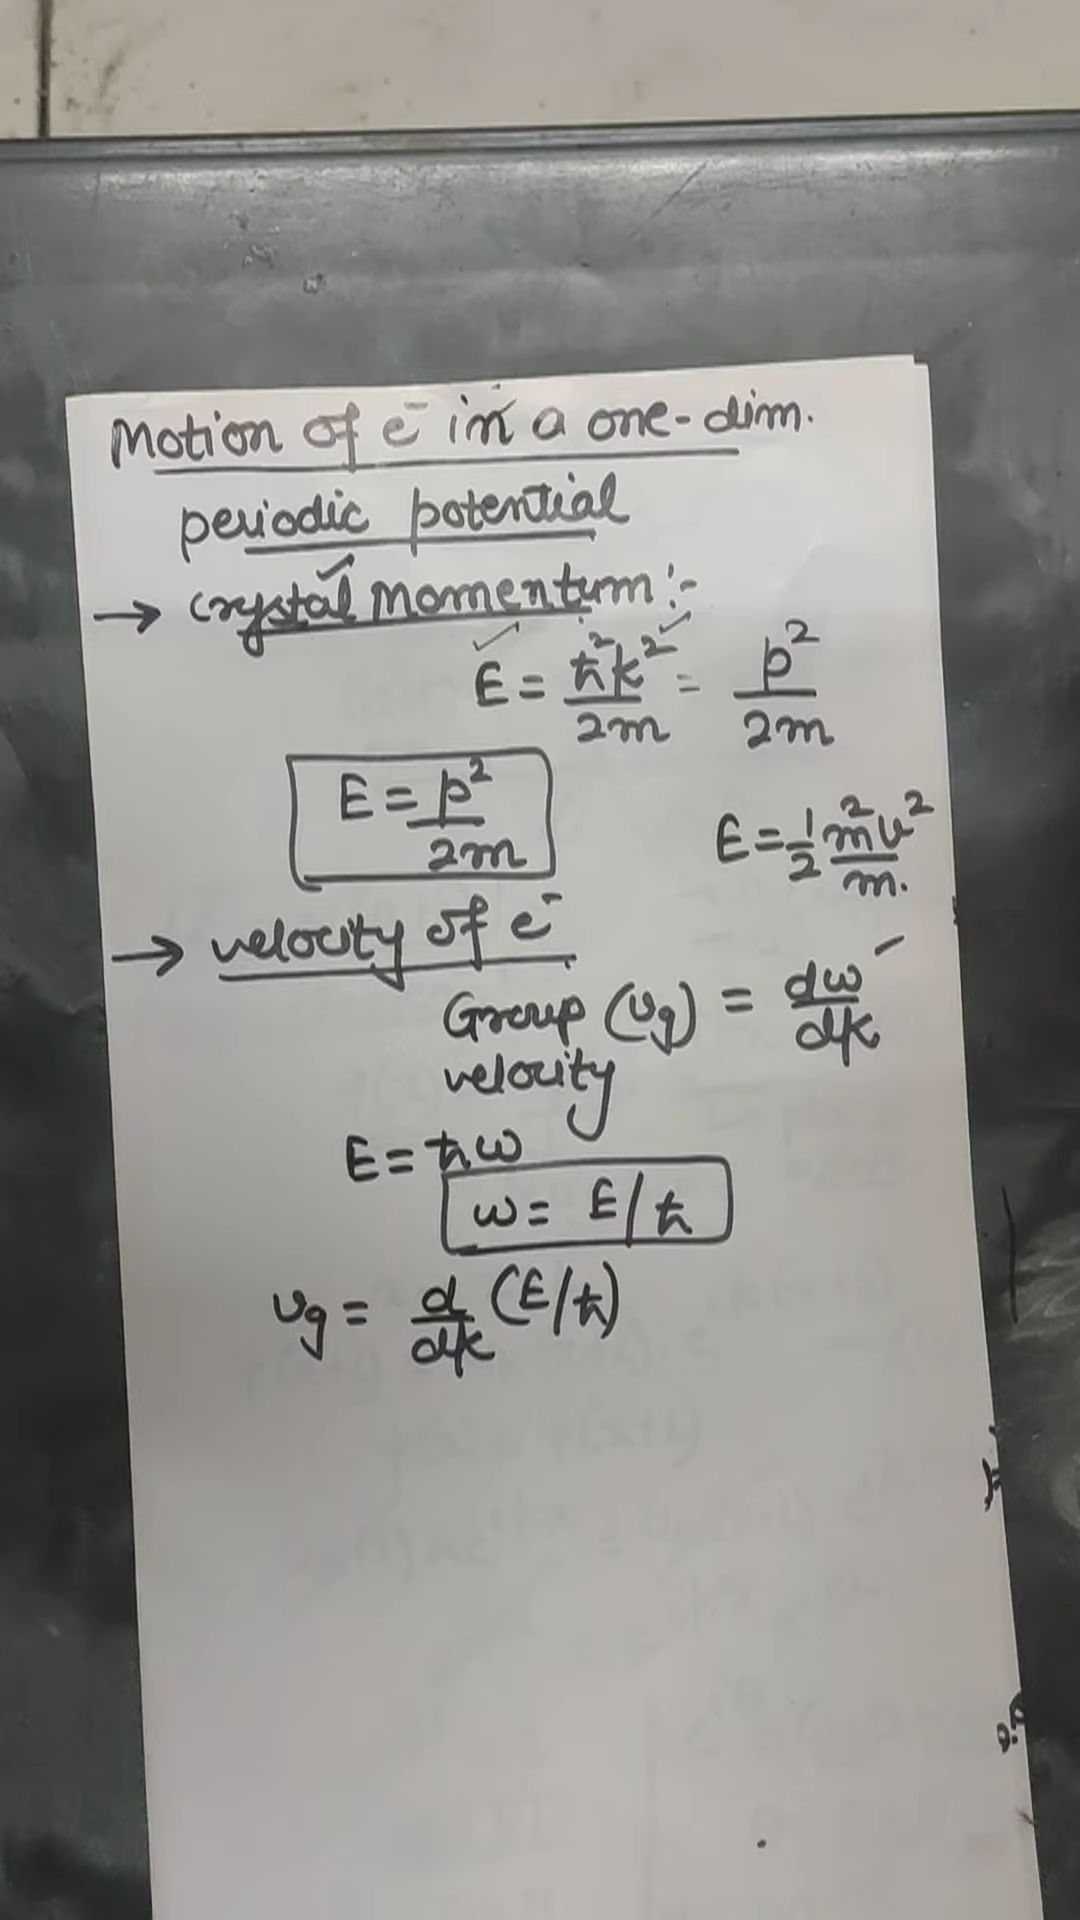 Motion of e⁻ in a one-dim.
periodic potential
→ crystal momentum :-
E = ħ²k²/2m = p²/2m
E = p²/2m
E = 1/2 m²v²/m.
→ velocity of e⁻
Group (vg) = dω/dk
velocity
E = ħω
ω = E/ħ
vg = d/dk (E/ħ)